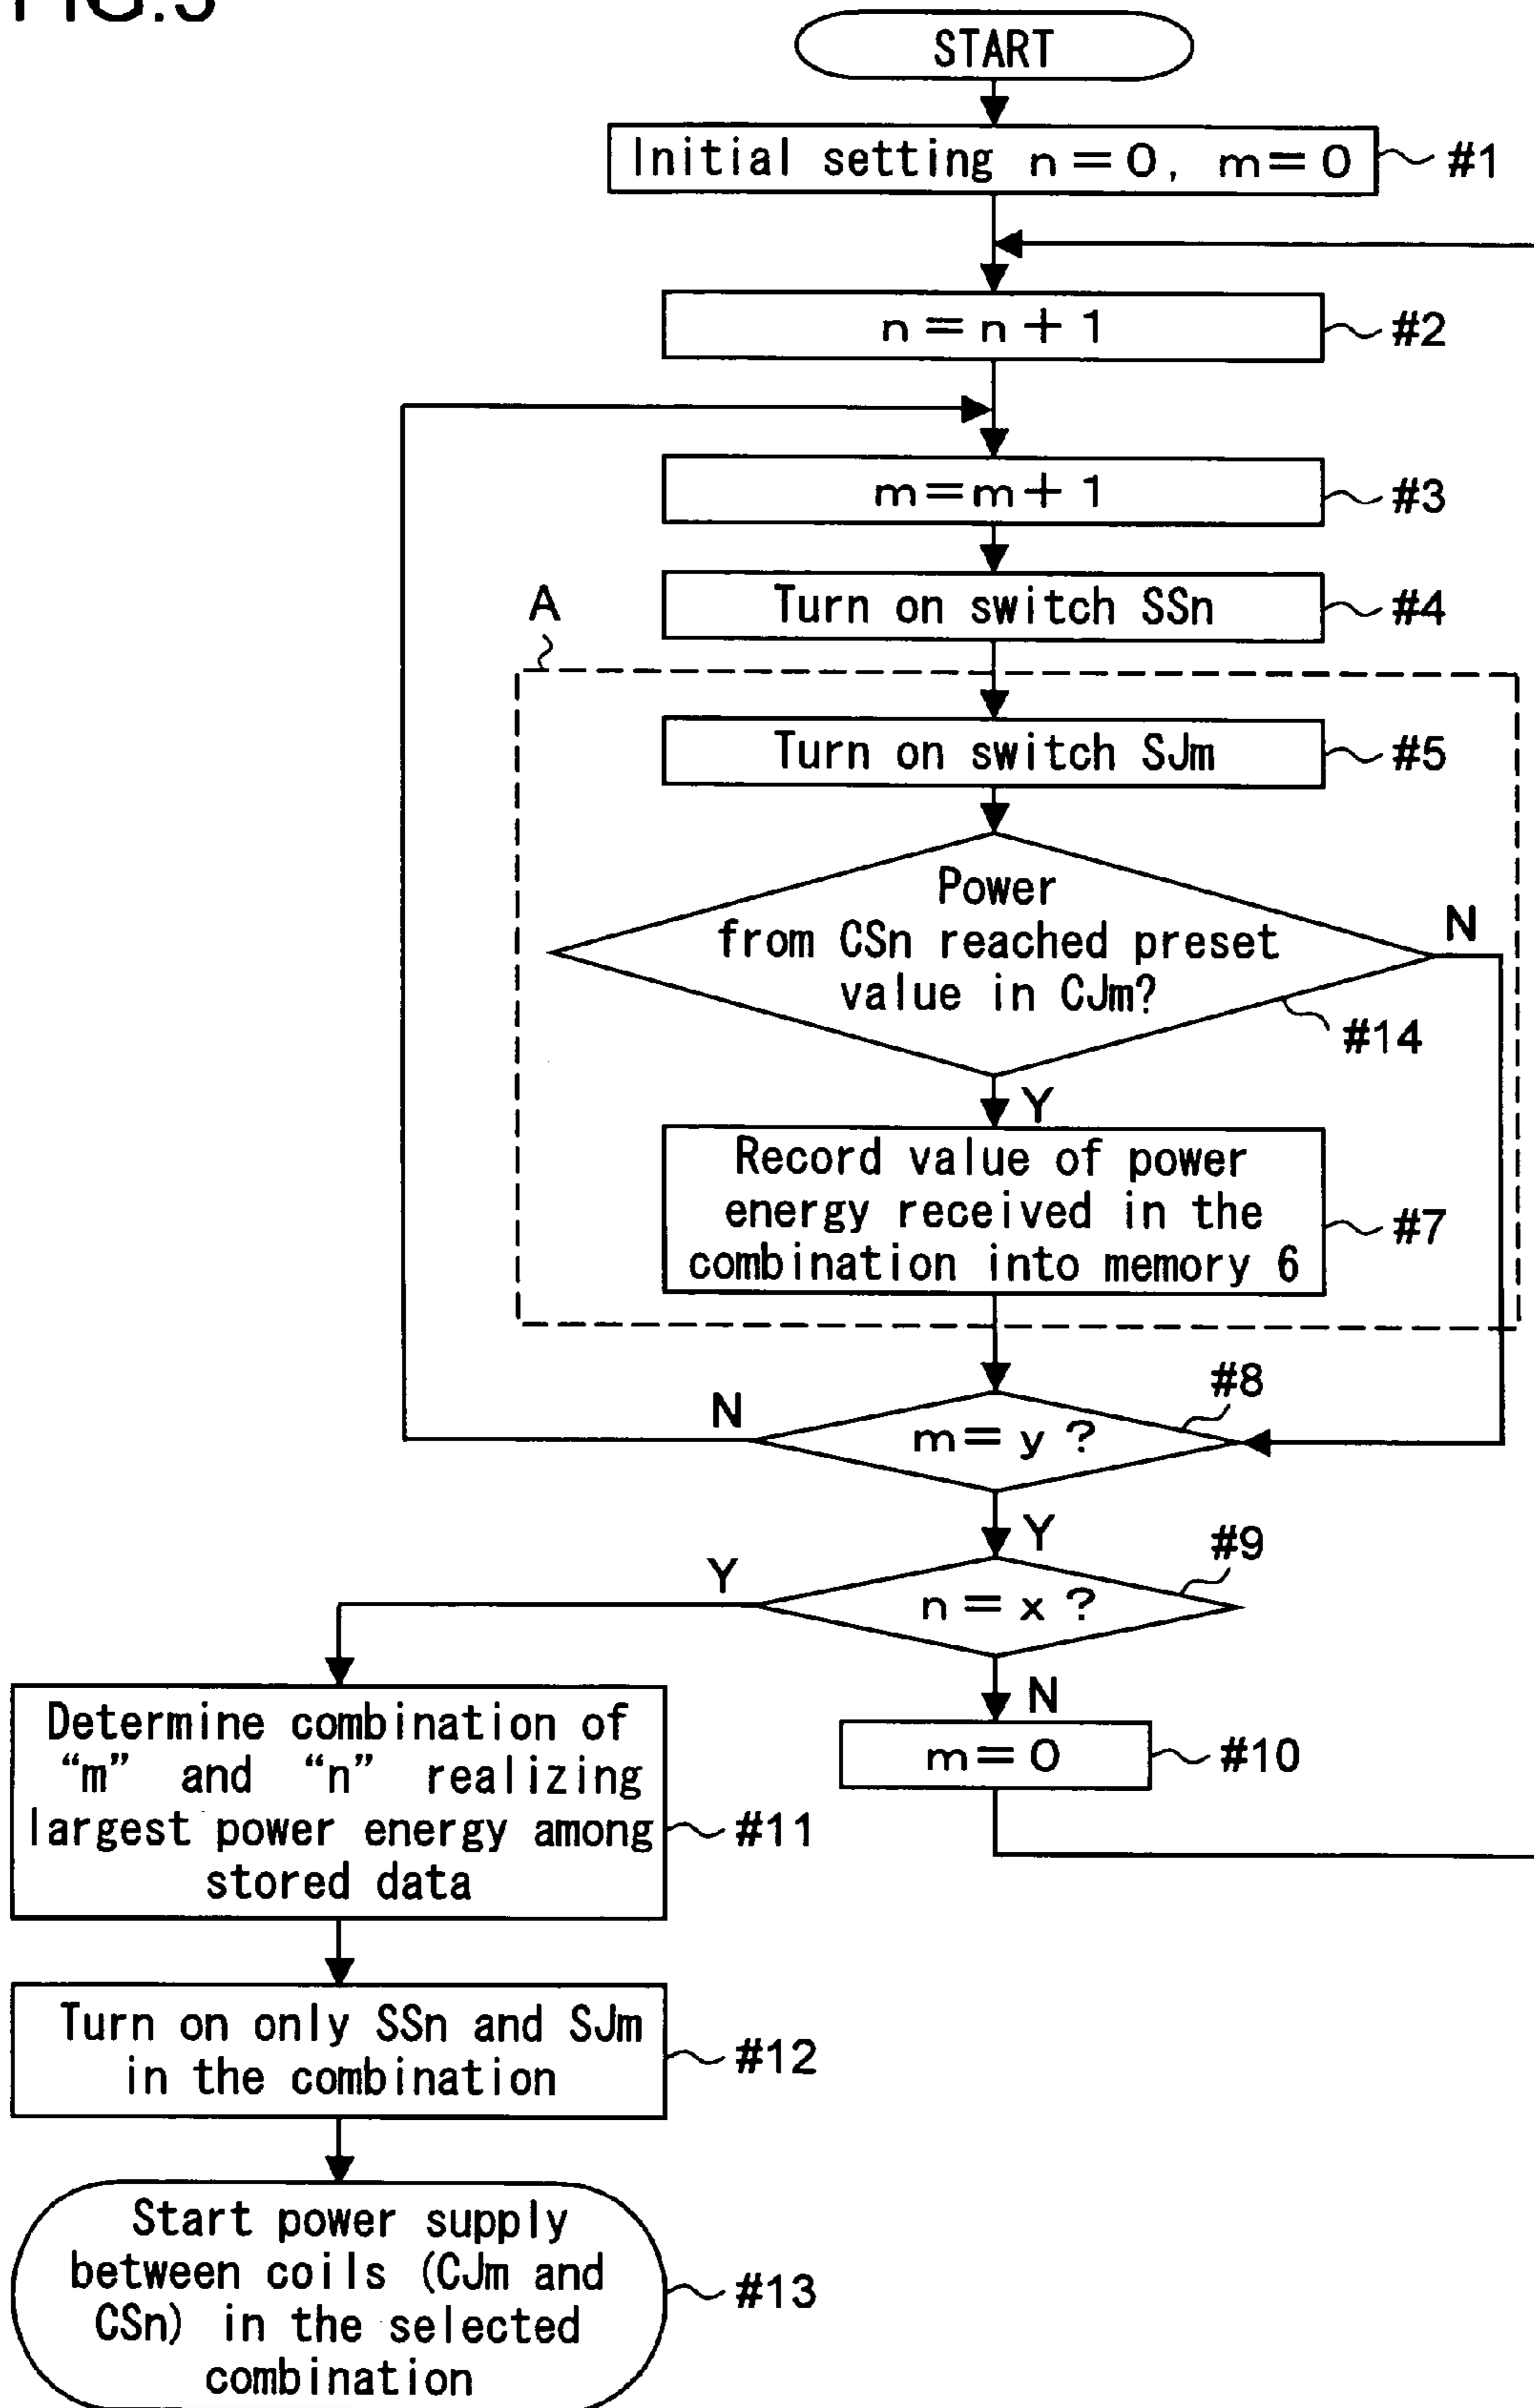 START
Initial setting n=0, m=0
#1
n=n+1
#2
m=m+1
#3
Turn on switch SSn
#4
A
Turn on switch SJm
#5
Power
from CSn reached preset
value in CJm?
N
#14
Y
Record value of power
energy received in the
combination into memory 6
#7
#8
N
m=y?
Y
#9
Y
n=x?
N
m=0
#10
Determine combination of
“m” and “n” realizing
largest power energy among
stored data
#11
Turn on only SSn and SJm
in the combination
#12
Start power supply
between coils (CJm and
CSn) in the selected
combination
#13